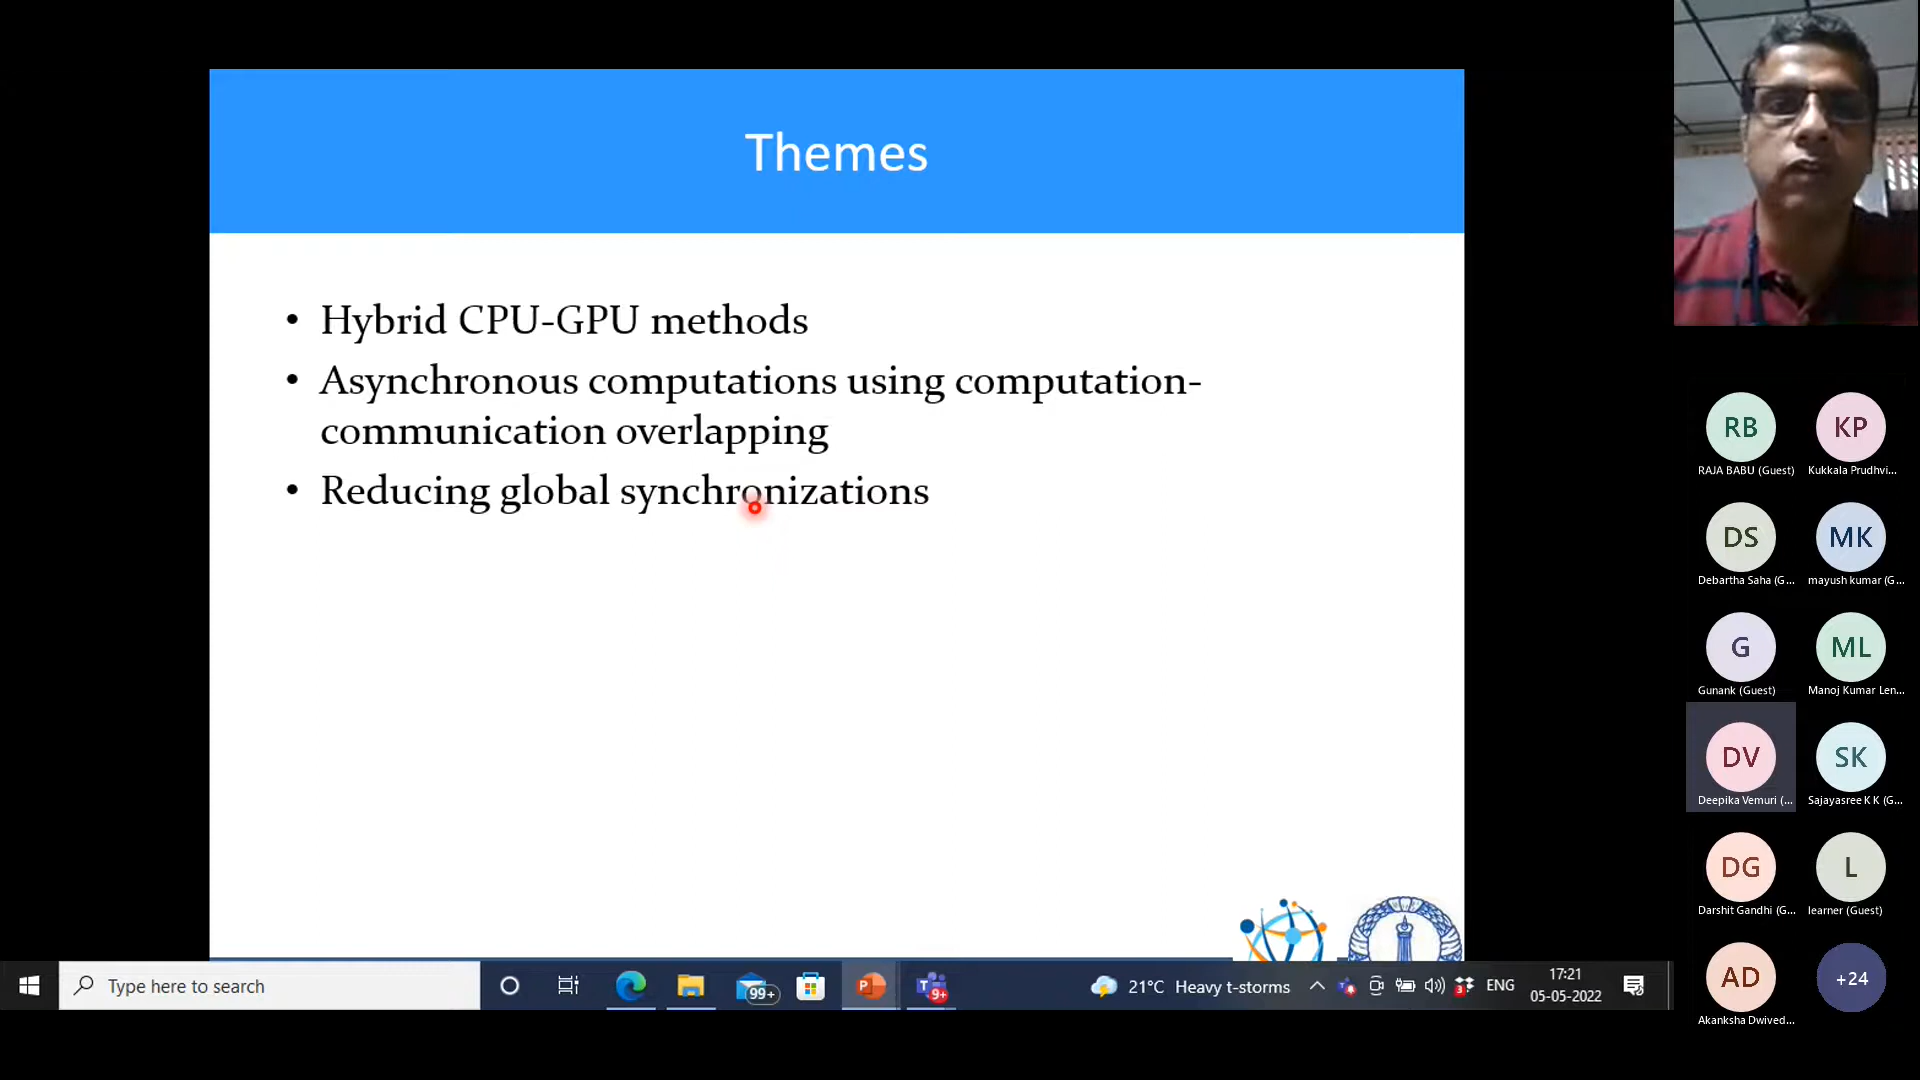 Themes
• Hybrid CPU-GPU methods
• Asynchronous computations using computation-
communication overlapping
• Reducing global synchronizations
RB
KP
RAJA BABU (Guest)
Kukkala Prudhvi...
DS
MK
Debartha Saha (G...
mayush kumar (G...
G
ML
Gunank (Guest)
Manoj Kumar Len...
DV
SK
Deepika Vemuri (...
Sajayasree K K (G...
DG
L
Darshit Gandhi (G...
learner (Guest)
AD
+24
Akanksha Dwived...
Type here to search
99+
P
T
9+
21°C Heavy t-storms
3
ENG
17:21
05-05-2022